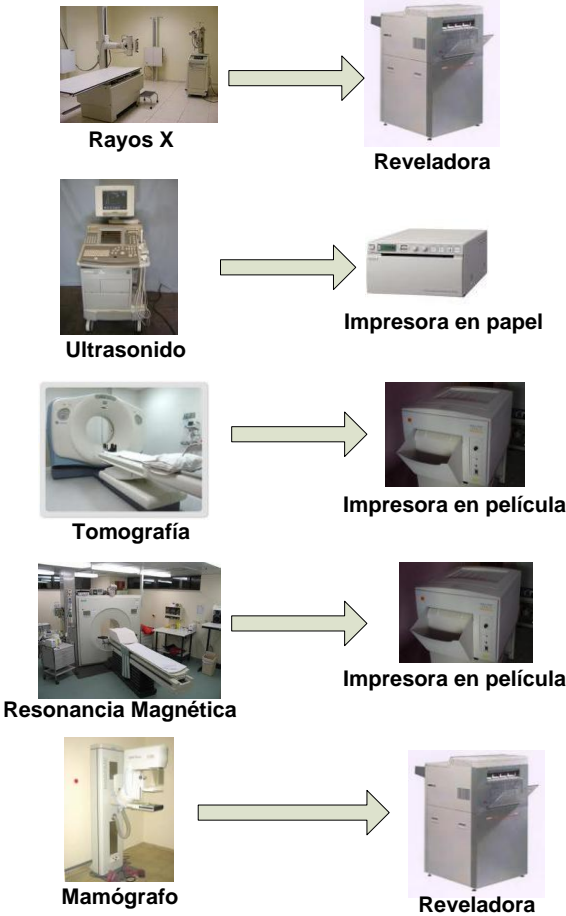 Rayos X
Reveladora
Ultrasonido
Impresora en papel
Tomografía
Impresora en película
Resonancia Magnética
Impresora en película
Mamógrafo
Reveladora